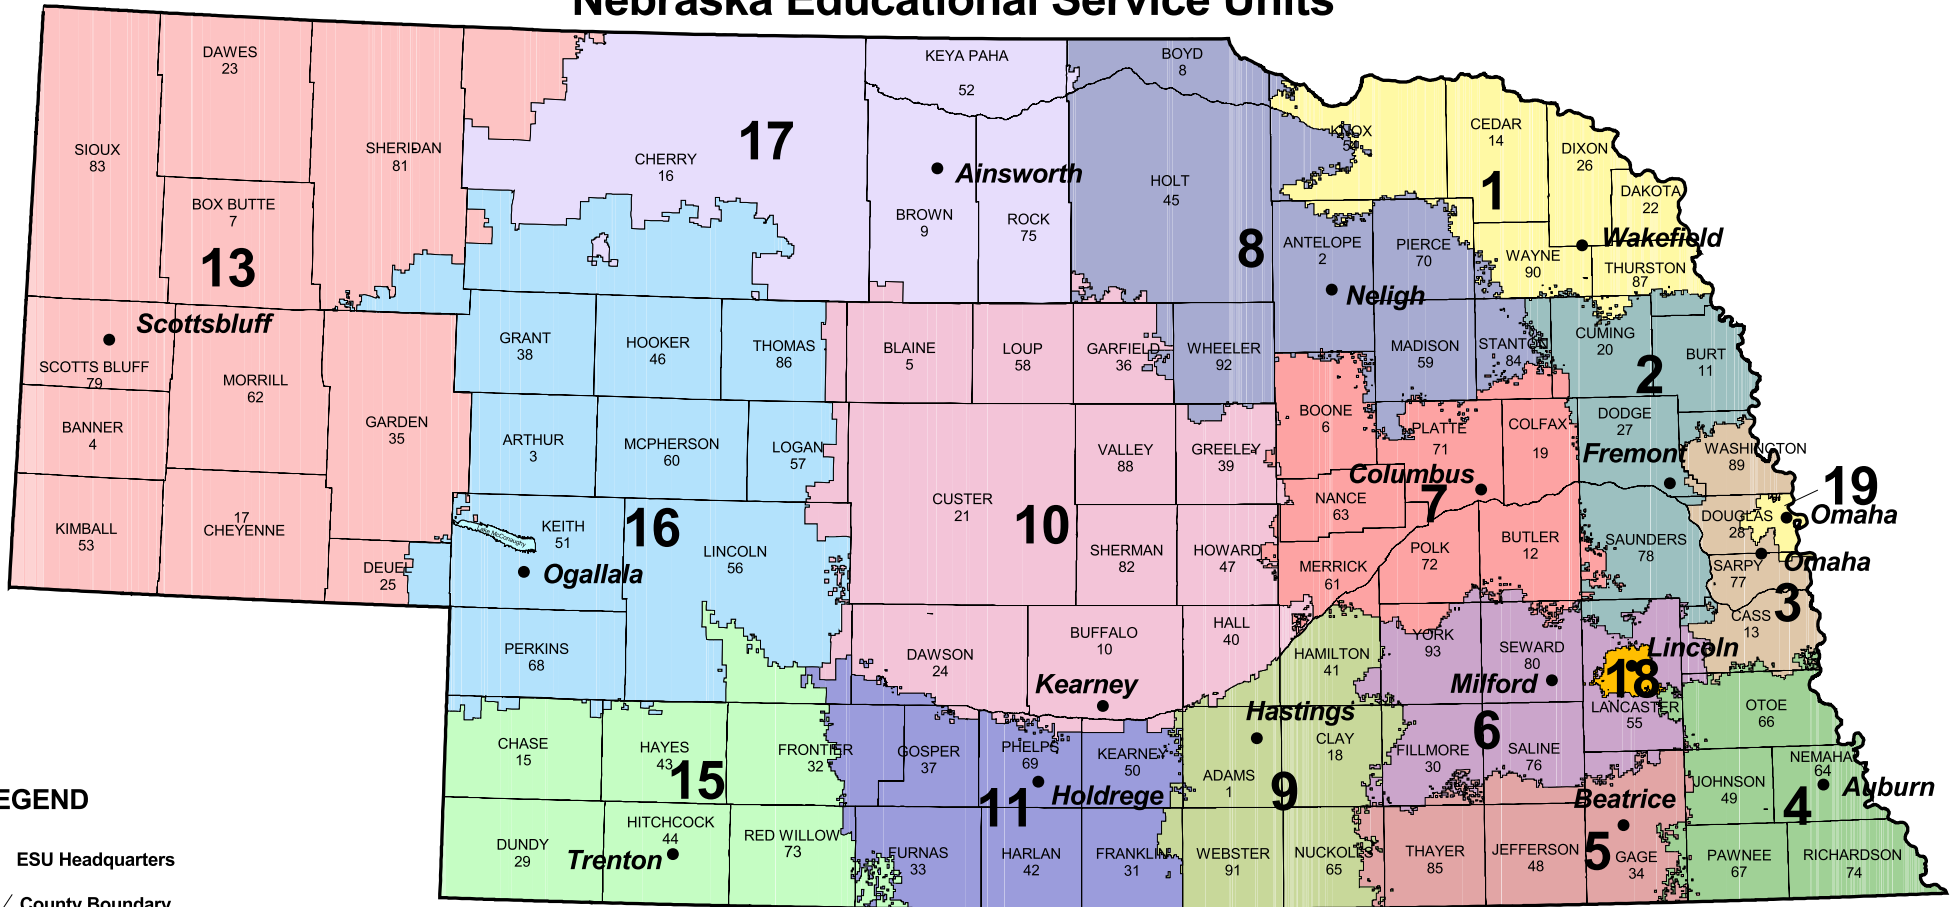 Nebraska Educational Service Units
DAWES
23
SIOUX
83
SHERIDAN
81
BOX BUTTE
7
13
Scottsbluff
SCOTTS BLUFF
79
MORRILL
62
BANNER
4
GARDEN
35
KIMBALL
53
17
CHEYENNE
DEUEL
25
CHERRY
16
17
KEYA PAHA
52
Ainsworth
BROWN
9
ROCK
75
BOYD
8
HOLT
45
8
KNOX
54
CEDAR
14
DIXON
26
1
DAKOTA
22
Wakefield
ANTELOPE
2
PIERCE
70
WAYNE
90
THURSTON
87
Neligh
GRANT
38
HOOKER
46
THOMAS
86
BLAINE
5
LOUP
58
GARFIELD
36
WHEELER
92
MADISON
59
STANTON
84
CUMING
20
2
BURT
11
ARTHUR
3
MCPHERSON
60
LOGAN
57
CUSTER
21
10
VALLEY
88
GREELEY
39
BOONE
6
PLATTE
71
COLFAX
19
Columbus
7
DODGE
27
Fremont
WASHINGTON
89
19
Omaha
DOUGLAS
28
Omaha
NANCE
63
KEITH
51
Lake McConaughy
Ogallala
16
LINCOLN
56
SHERMAN
82
HOWARD
47
MERRICK
61
POLK
72
BUTLER
12
SAUNDERS
78
SARPY
77
3
CASS
13
PERKINS
68
DAWSON
24
BUFFALO
10
HALL
40
Kearney
HAMILTON
41
YORK
93
SEWARD
80
Milford
Lincoln
18
LANCASTER
55
OTOE
66
CHASE
15
HAYES
43
15
FRONTIER
32
GOSPER
37
PHELPS
69
KEARNEY
50
11
Holdrege
Hastings
ADAMS
1
CLAY
18
9
FILLMORE
30
6
SALINE
76
Beatrice
JOHNSON
49
NEMAHA
64
4
Auburn
DUNDY
29
HITCHCOCK
44
Trenton
RED WILLOW
73
FURNAS
33
HARLAN
42
FRANKLIN
31
WEBSTER
91
NUCKOLLS
65
THAYER
85
JEFFERSON
48
5
GAGE
34
PAWNEE
67
RICHARDSON
74
EGEND
ESU Headquarters
County Boundary